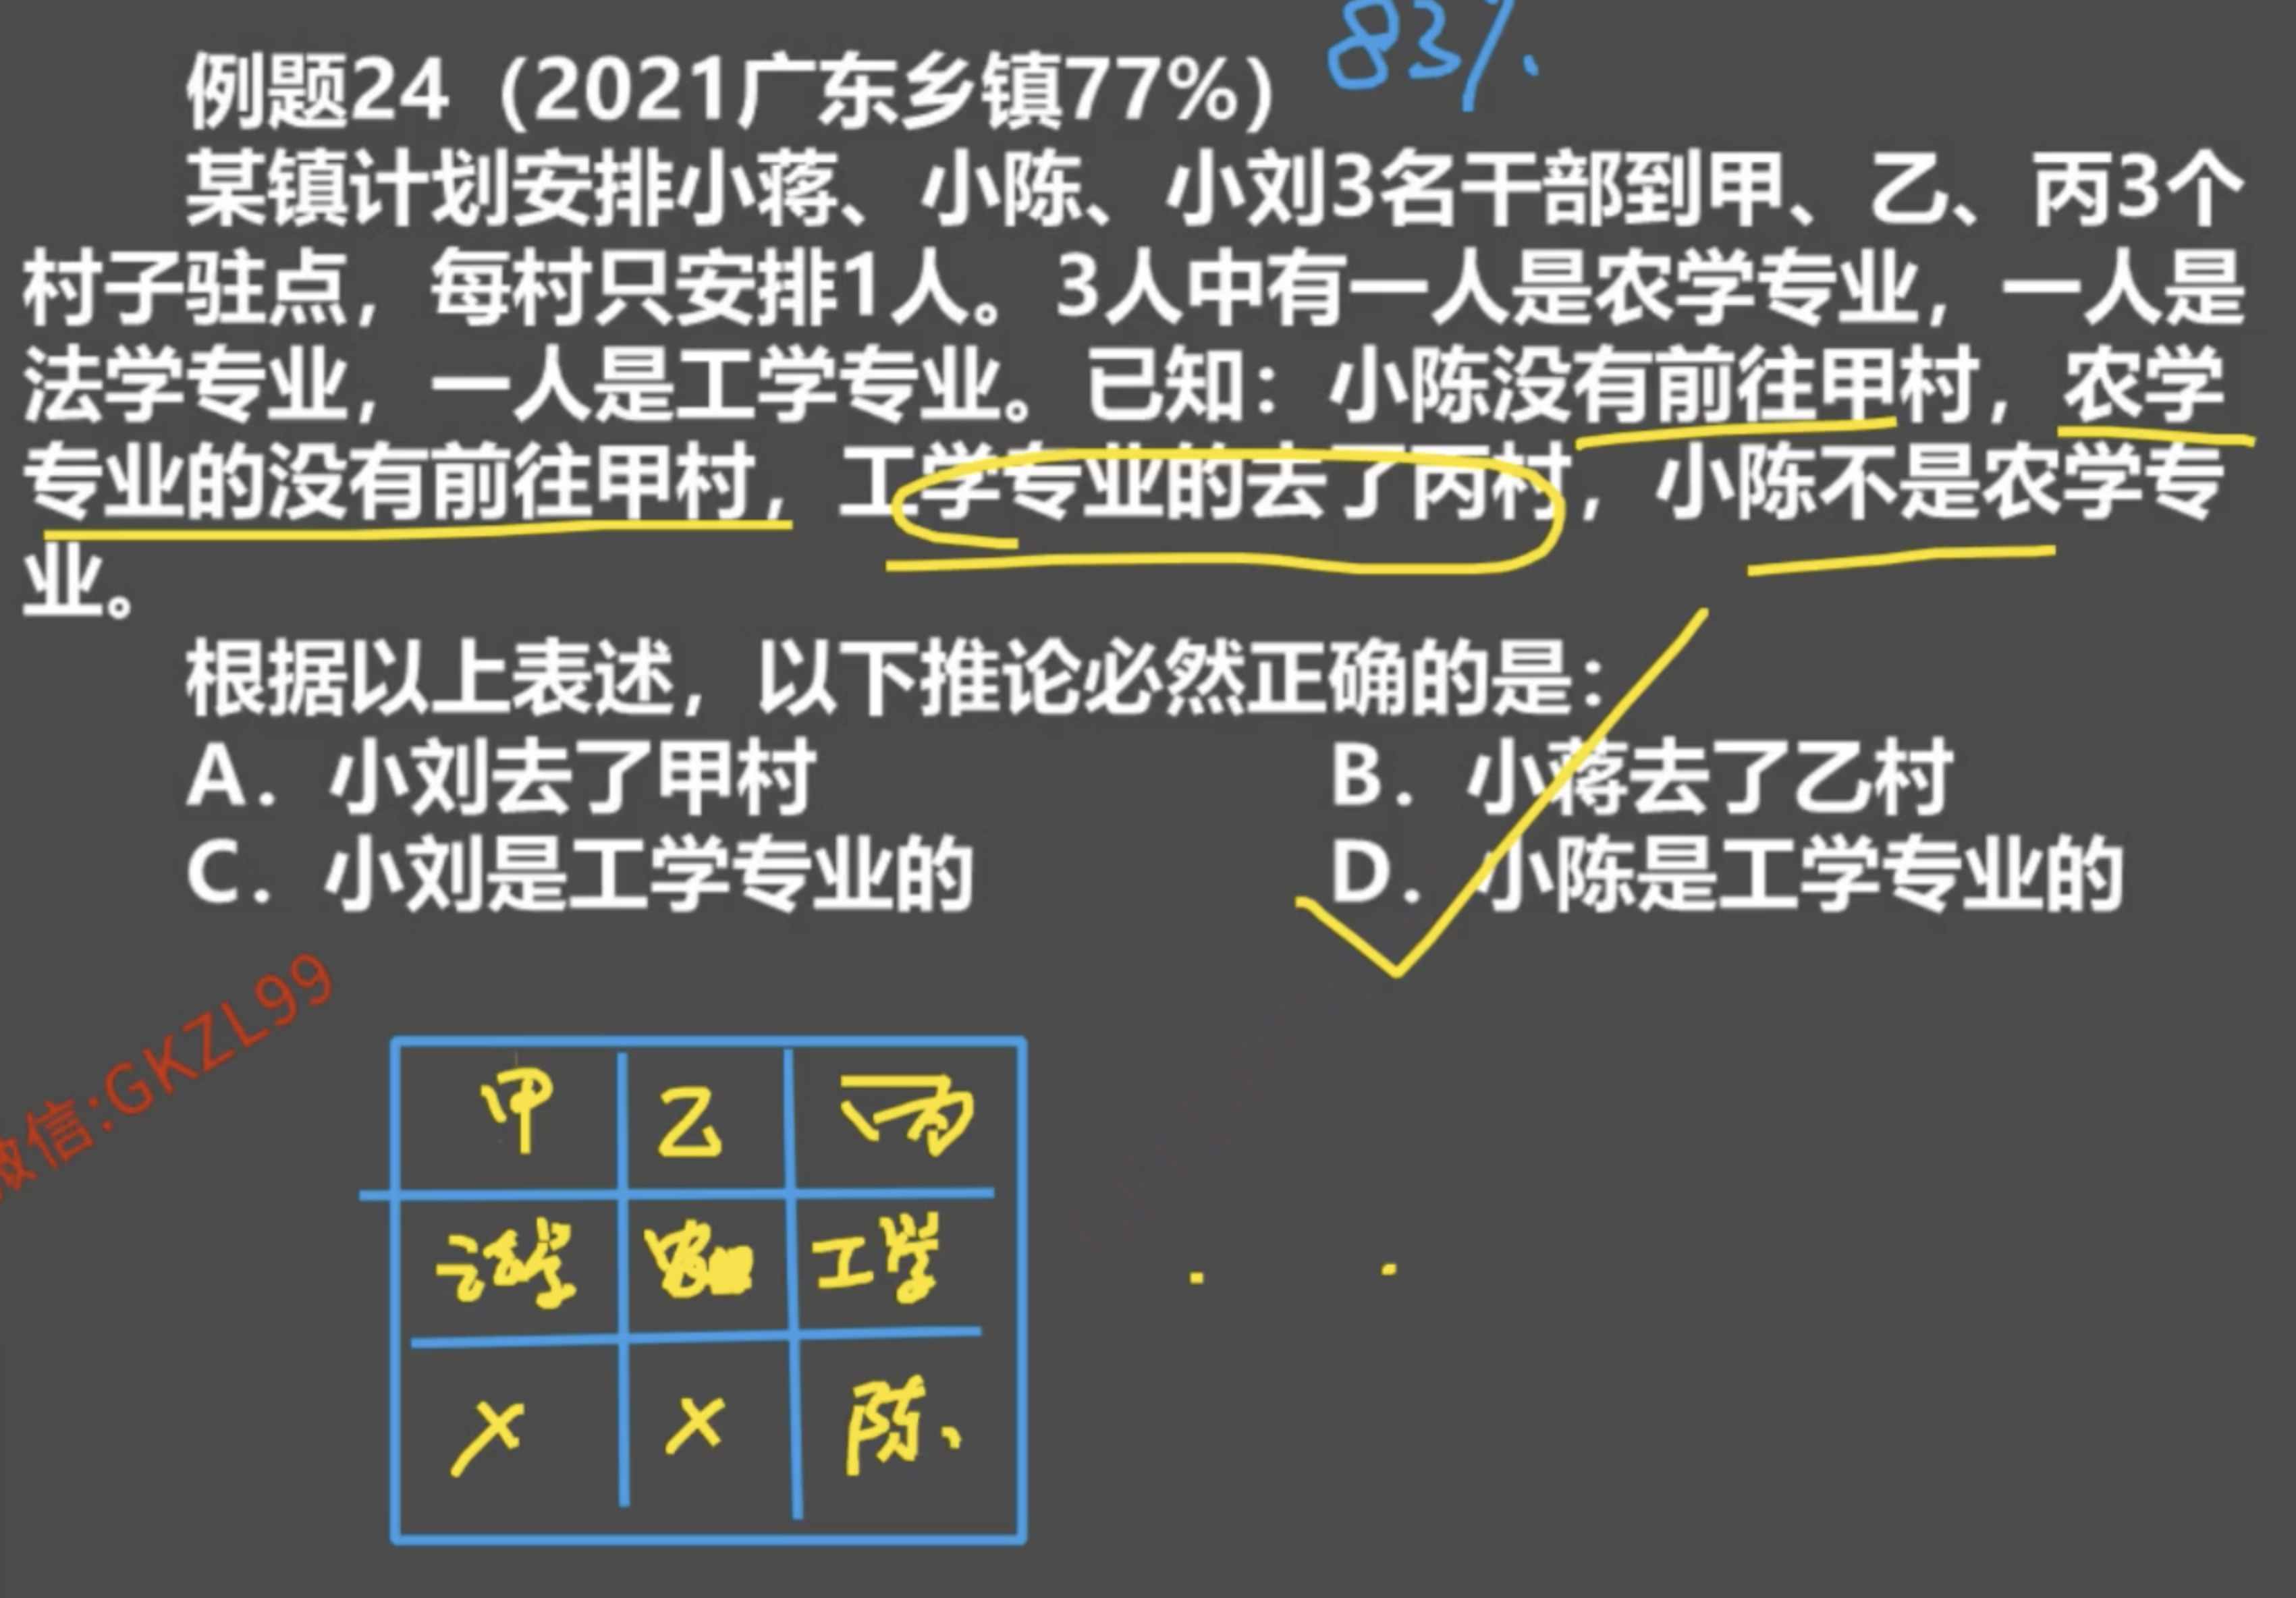 83%.
例题24（2021广东乡镇77%）
某镇计划安排小蒋、小陈、小刘3名干部到甲、乙、丙3个
村子驻点，每村只安排1人。3人中有一人是农学专业，一人是
法学专业，一人是工学专业。已知：小陈没有前往甲村，农学
专业的没有前往甲村，工学专业的去了丙村，小陈不是农学专
业。
根据以上表述，以下推论必然正确的是：
A．小刘去了甲村 B．小蒋去了乙村
C．小刘是工学专业的 D．小陈是工学专业的
微信:GKZL99
甲 乙 丙
法学 工学
× × 陈、